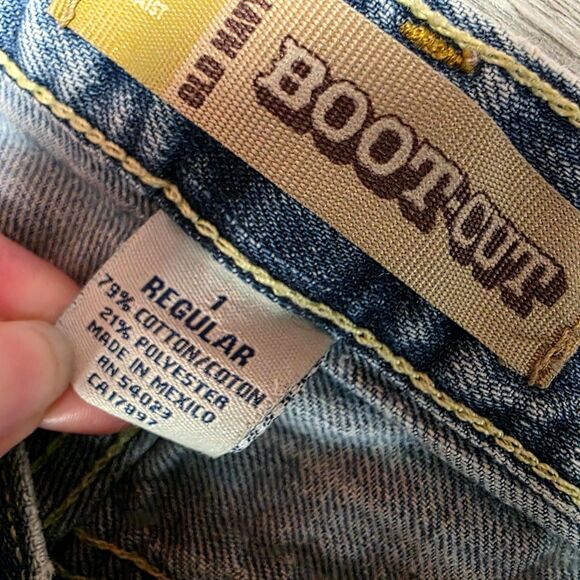 OLD NAVY
BOOT-CUT
1
REGULAR
79% COTTON/COTON
21% POLYESTER
MADE IN MEXICO
RN 54023
CA17897